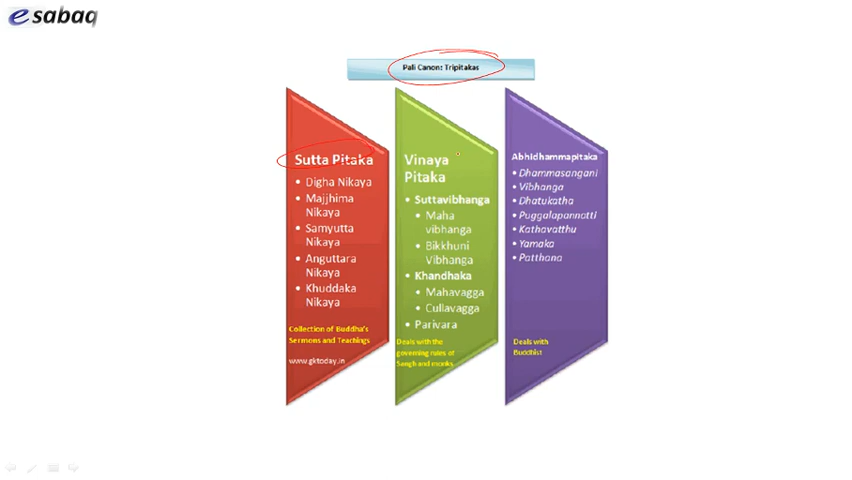 esabaq
Pali Canon: Tripitakas
Sutta Pitaka
• Digha Nikaya
• Majjhima
Nikaya
• Samyutta
Nikaya
• Anguttara
Nikaya
• Khuddaka
Nikaya
Collection of Buddha's
Sermons and Teachings
www.gktoday.in
Vinaya
Pitaka
• Suttavibhanga
• Maha
vibhanga
• Bikkhuni
Vibhanga
• Khandhaka
• Mahavagga
• Cullavagga
• Parivara
Deals with the
governing rules of
Sangh and monks
Abhidhammapitaka
• Dhammasangani
• Vibhanga
• Dhatukatha
• Puggalapannatti
• Kathavatthu
• Yamaka
• Patthana
Deals with
Buddhist